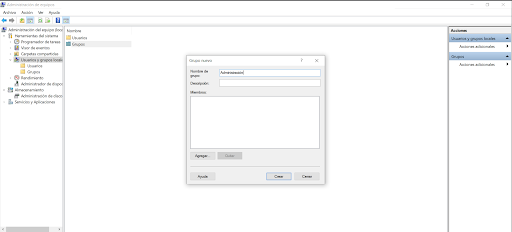 Administración de equipos
Archivo Acción Ver Ayuda
Administración del equipo (local
Herramientas del sistema
Programador de tareas
Visor de eventos
Carpetas compartidas
Usuarios y grupos locale
Usuarios
Grupos
Rendimiento
Administrador de dispo
Almacenamiento
Administración de disco
Servicios y Aplicaciones
Nombre
Usuarios
Grupos
Acciones
Usuarios y grupos locales
Acciones adicionales
Grupos
Acciones adicionales
Grupo nuevo
Nombre de
grupo:
Administración
Descripción:
Miembros:
Agregar...
Quitar
Ayuda
Crear
Cerrar